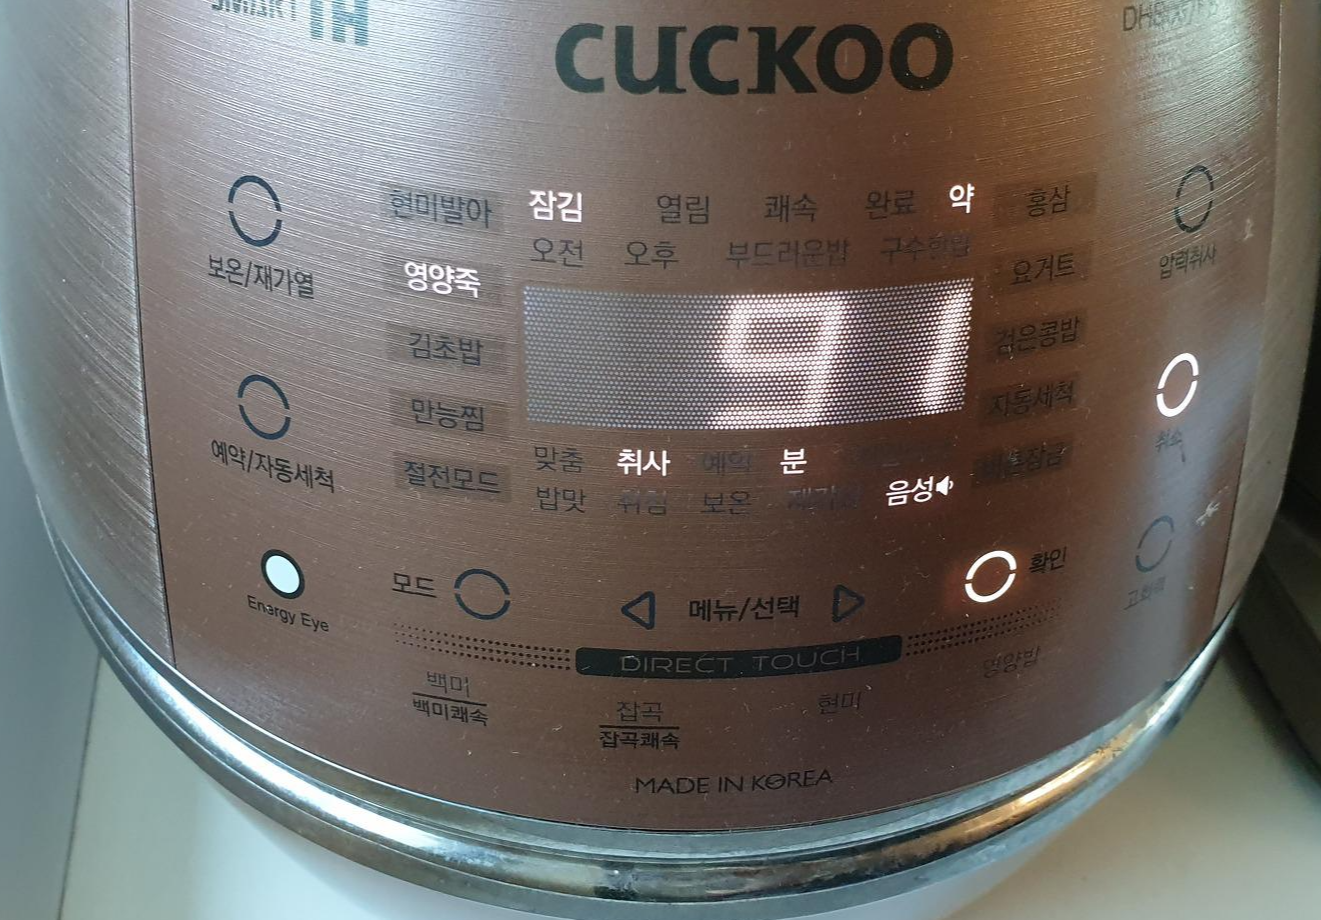 SMART IH
CUCKOO
현미발아 잠김 열림 쾌속 완료 약 홍삼
오전 오후 부드러운밥 구수한밥
보온/재가열 영양죽 요거트 압력취사
91
김초밥 검은콩밥
만능찜 자동세척
예약/자동세척 절전모드 맞춤 취사 예약 분 취소
밥맛 취침 보온 재가열 음성
Energy Eye 모드 메뉴/선택 확인 고화력
DIRECT TOUCH
백미 잡곡 현미 영양밥
백미쾌속 잡곡쾌속
MADE IN KOREA